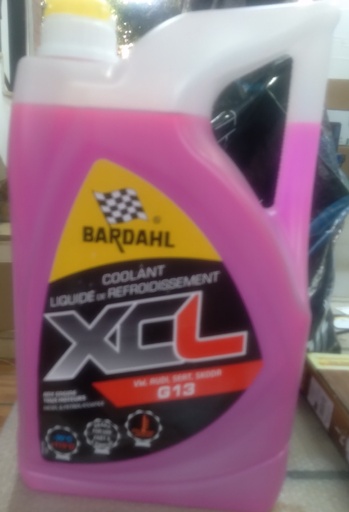 BARDAHL
COOLANT
LIQUIDE DE REFROIDISSEMENT
XCL
VW, AUDI, SEAT, SKODA
G13